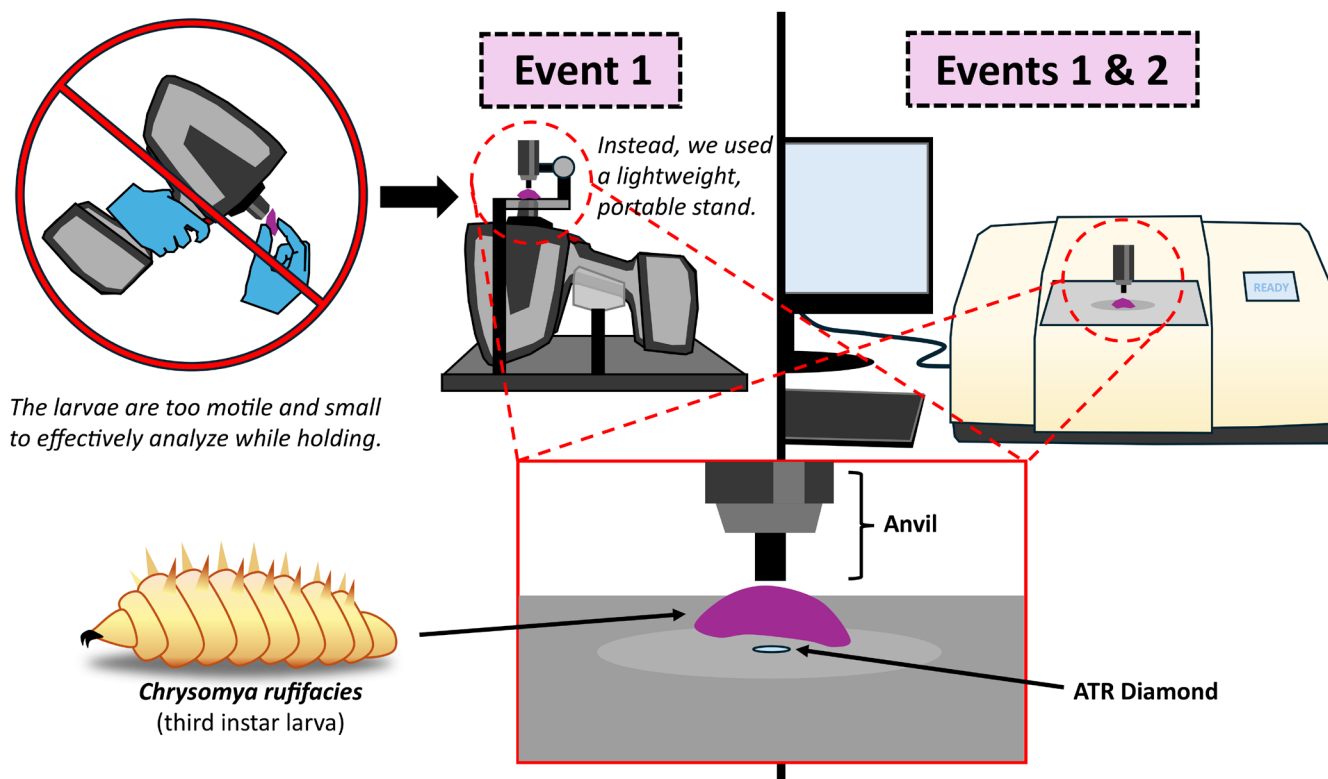 Event 1
Events 1 & 2
Instead, we used
a lightweight,
portable stand.
READY
The larvae are too motile and small
to effectively analyze while holding.
Anvil
Chrysomya rufifacies
(third instar larva)
ATR Diamond